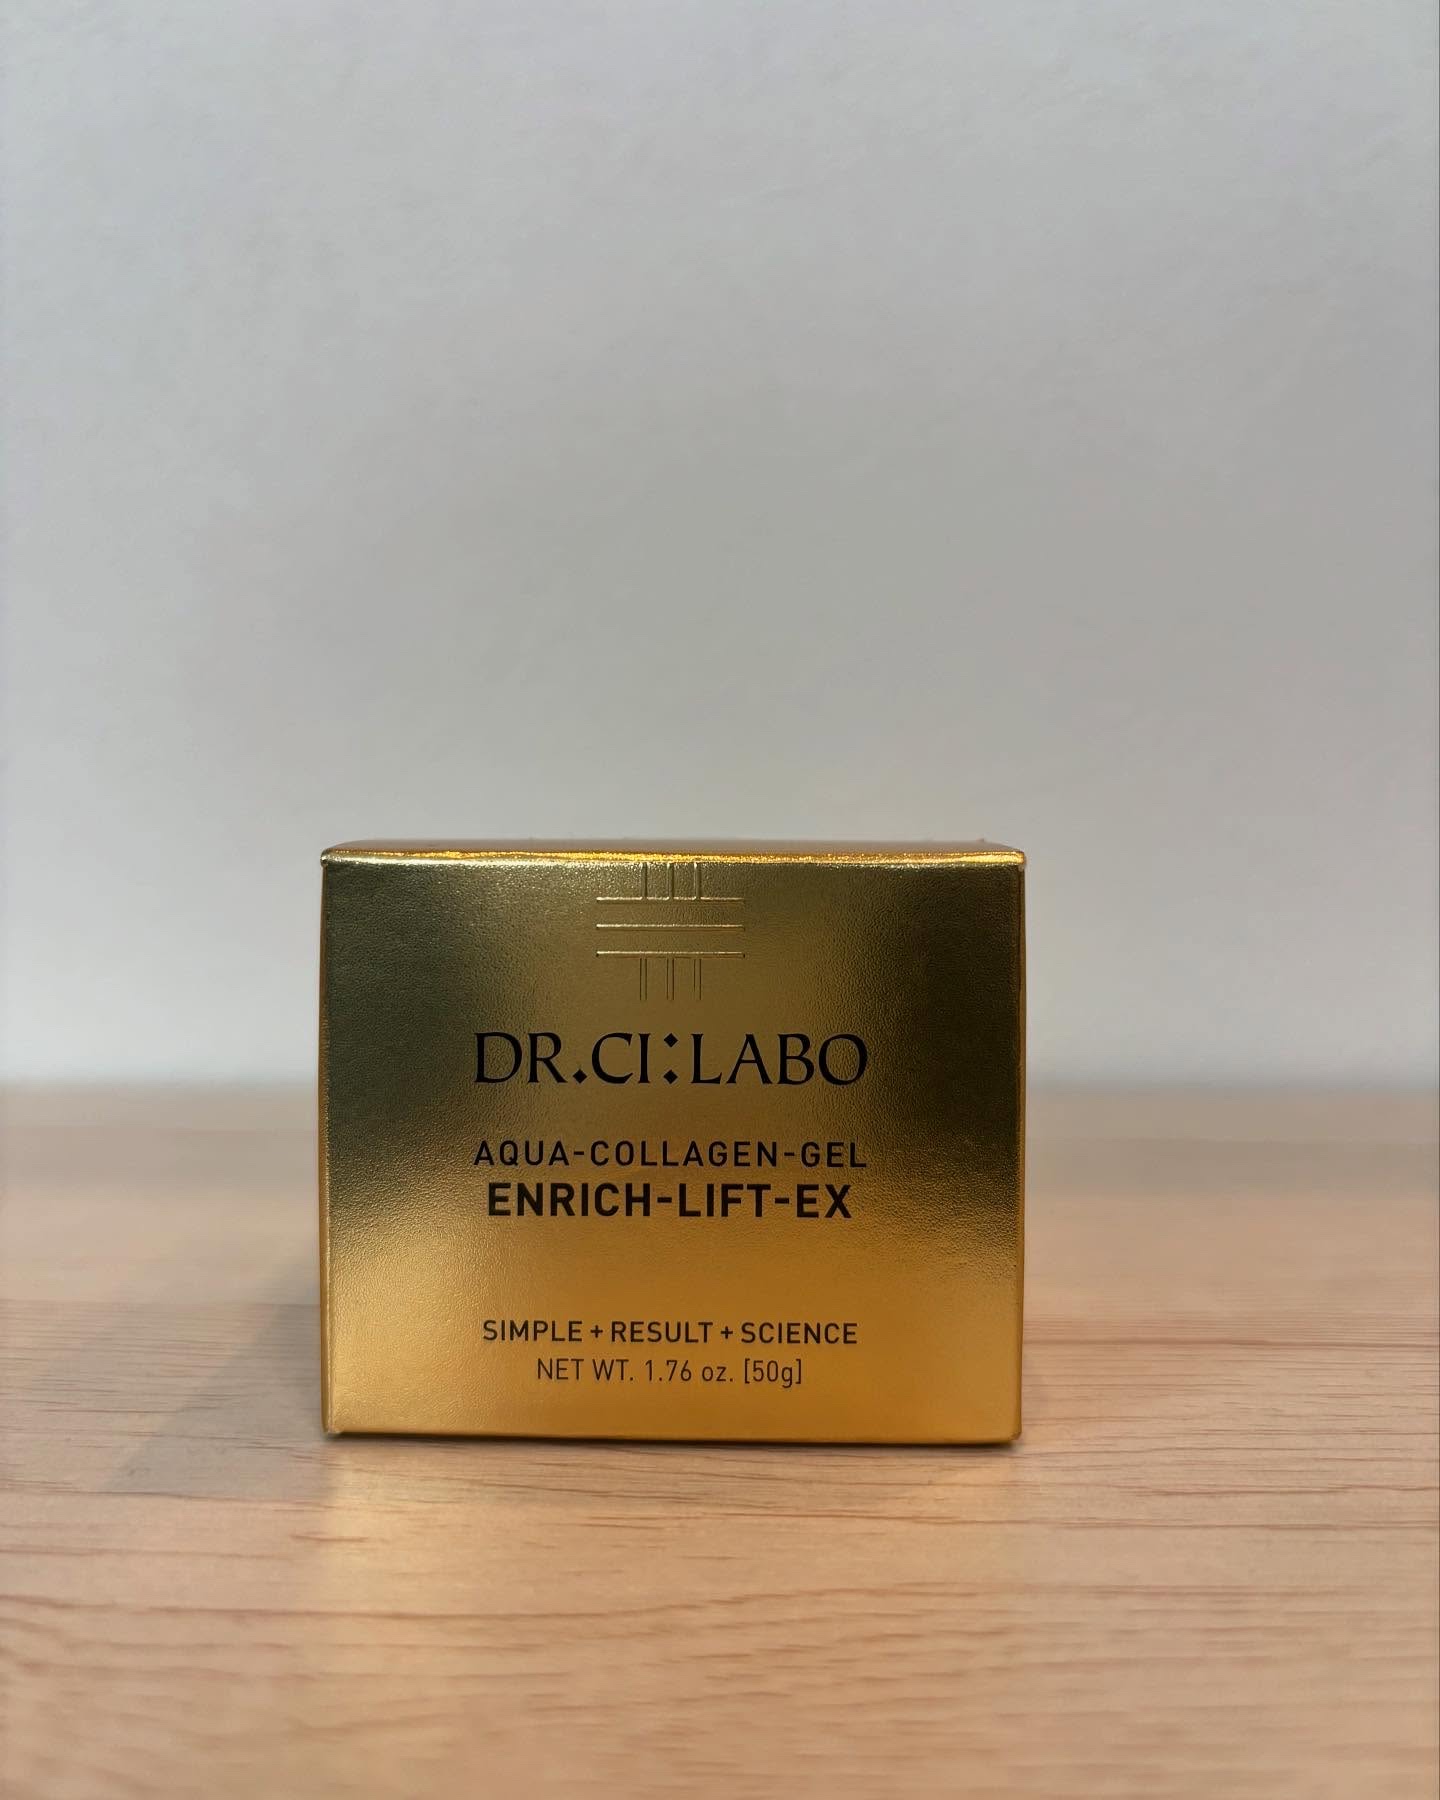 DR.CI:LABO
AQUA-COLLAGEN-GEL
ENRICH-LIFT-EX
SIMPLE + RESULT + SCIENCE
NET WT. 1.76 oz. [50g]